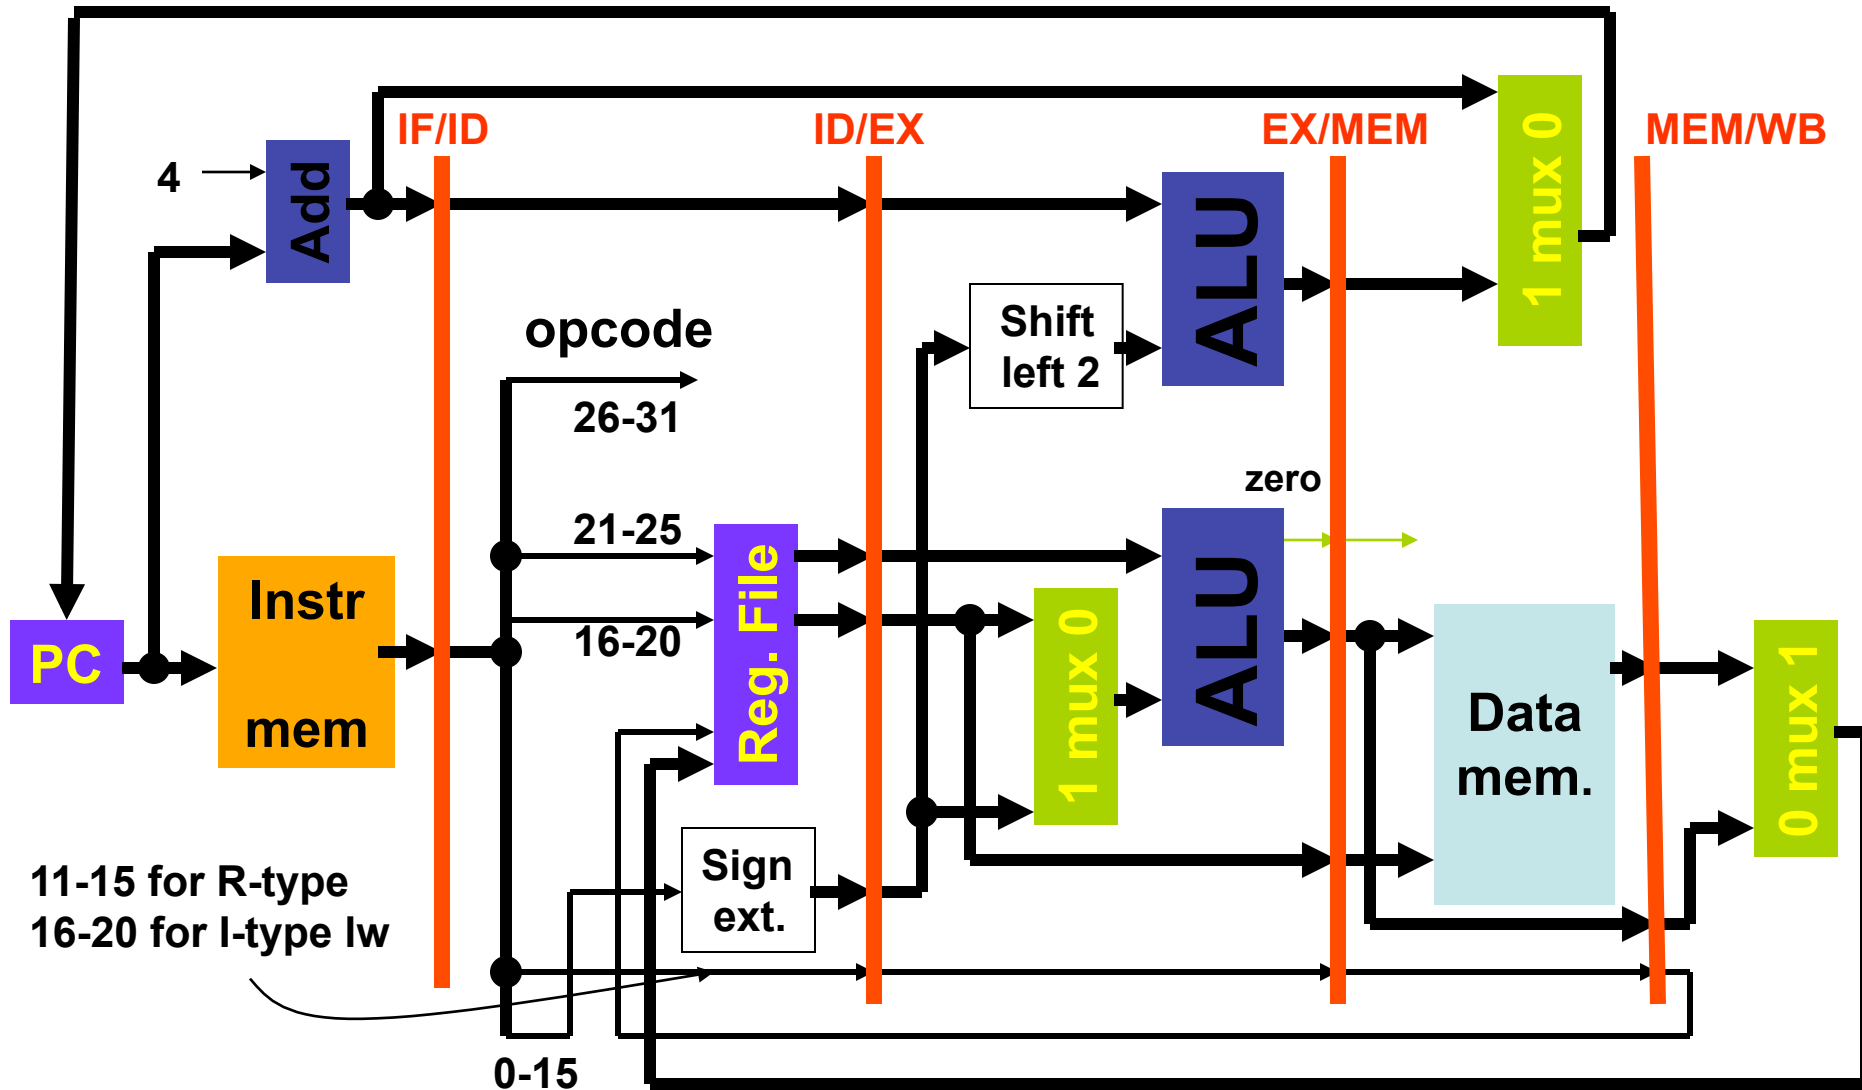 IF/ID
ID/EX
EX/MEM
MEM/WB
1 mux 0
4
Add
ALU
opcode
26-31
Shift
left 2
zero
21-25
16-20
Instr
mem
PC
Reg. File
1 mux 0
ALU
Data
mem.
0 mux 1
Sign
ext.
11-15 for R-type
16-20 for I-type lw
0-15